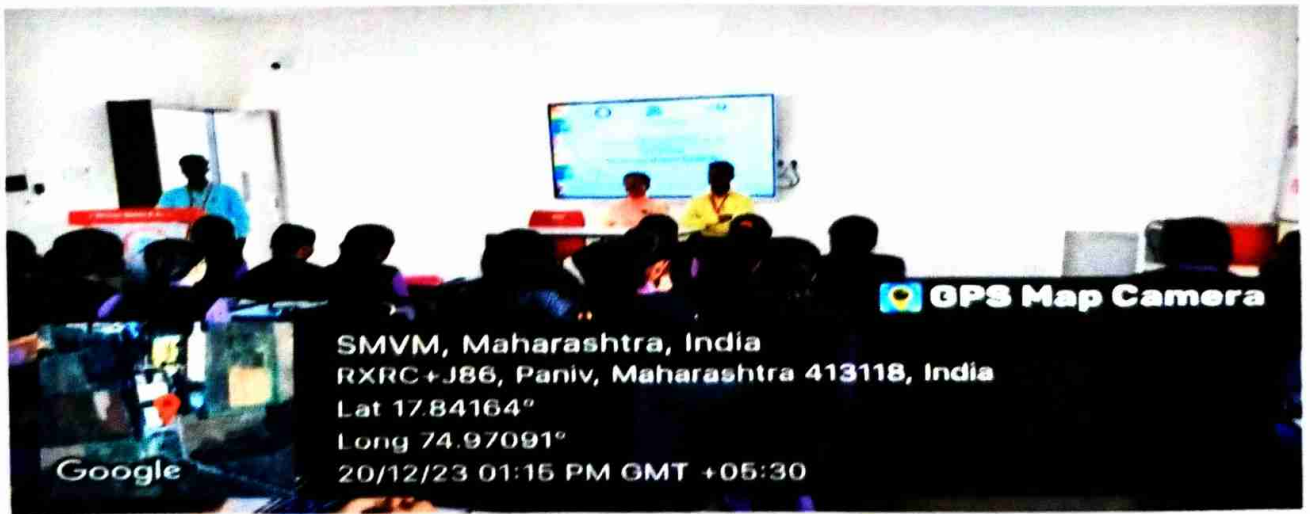 GPS Map Camera
SMVM, Maharashtra, India
RXRC+J86, Paniv, Maharashtra 413118, India
Lat 17.84164°
Long 74.97091°
20/12/23 01:15 PM GMT +05:30
Google